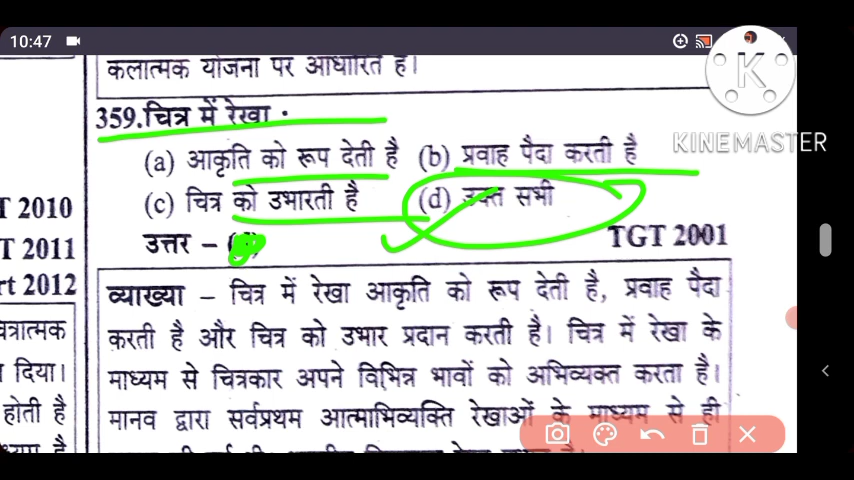 10:47
कलात्मक योजना पर आधारित है।
K
KINEMASTER
359.चित्र में रेखा -
(a) आकृति को रूप देती है (b) प्रवाह पैदा करती है
(c) चित्र को उभारती है (d) उक्त सभी
उत्तर –
TGT 2001
T 2010
T 2011
rt 2012
व्याख्या – चित्र में रेखा आकृति को रूप देती है, प्रवाह पैदा
करती है और चित्र को उभार प्रदान करती है। चित्र में रेखा के
माध्यम से चित्रकार अपने विभिन्न भावों को अभिव्यक्त करता है।
मानव द्वारा सर्वप्रथम आत्माभिव्यक्ति रेखाओं के माध्यम से ही
दिया।
होती है